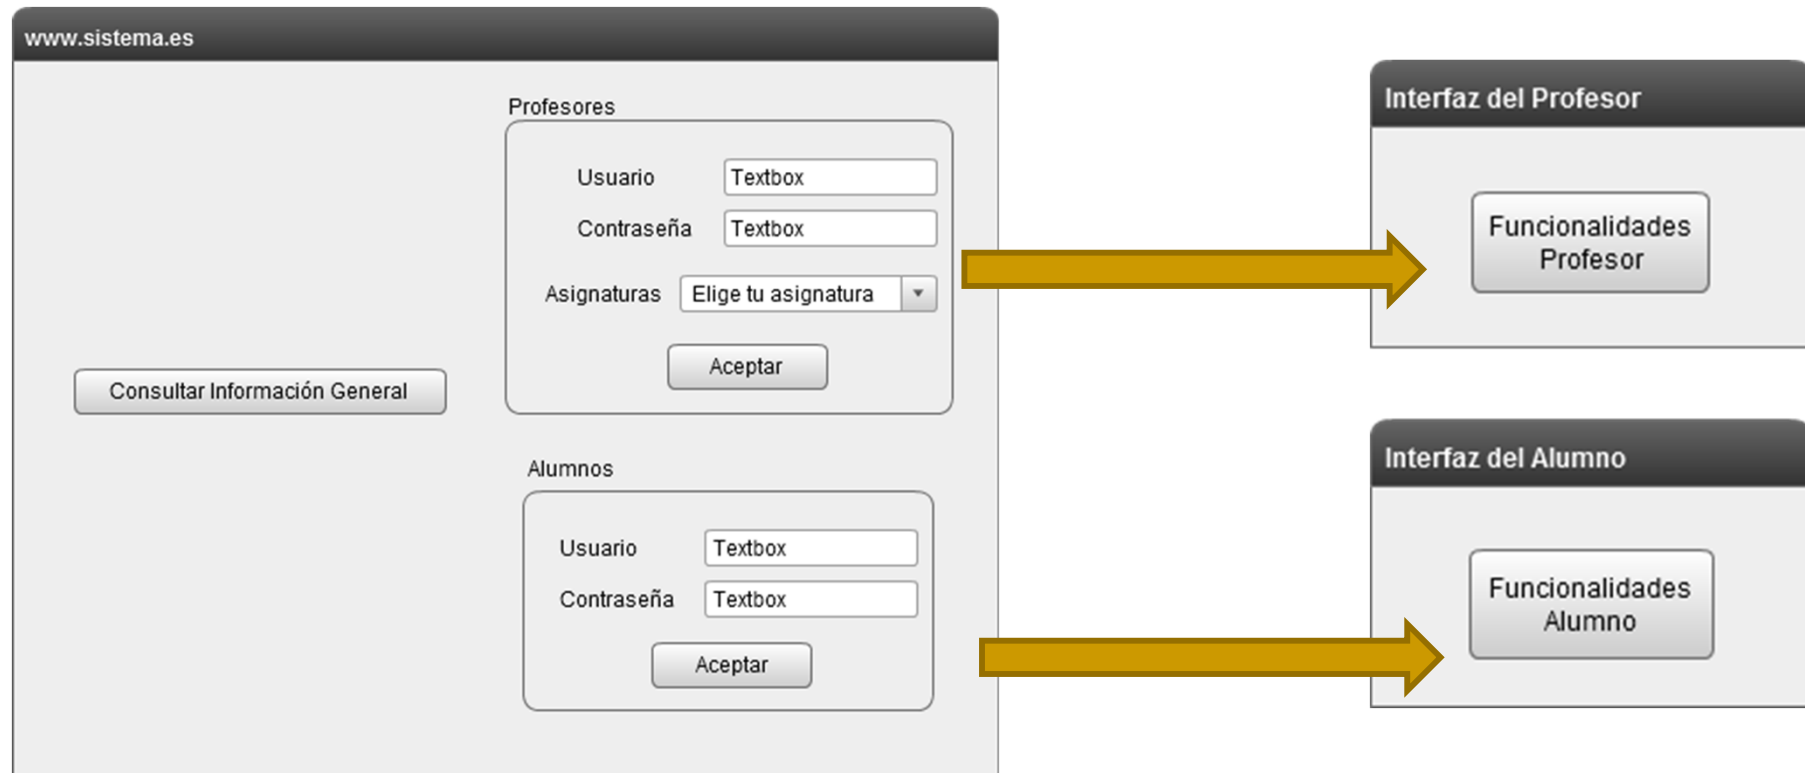 www.sistema.es
Profesores
Usuario
Textbox
Contraseña
Textbox
Asignaturas
Elige tu asignatura
Aceptar
Consultar Información General
Alumnos
Usuario
Textbox
Contraseña
Textbox
Aceptar
Interfaz del Profesor
Funcionalidades
Profesor
Interfaz del Alumno
Funcionalidades
Alumno